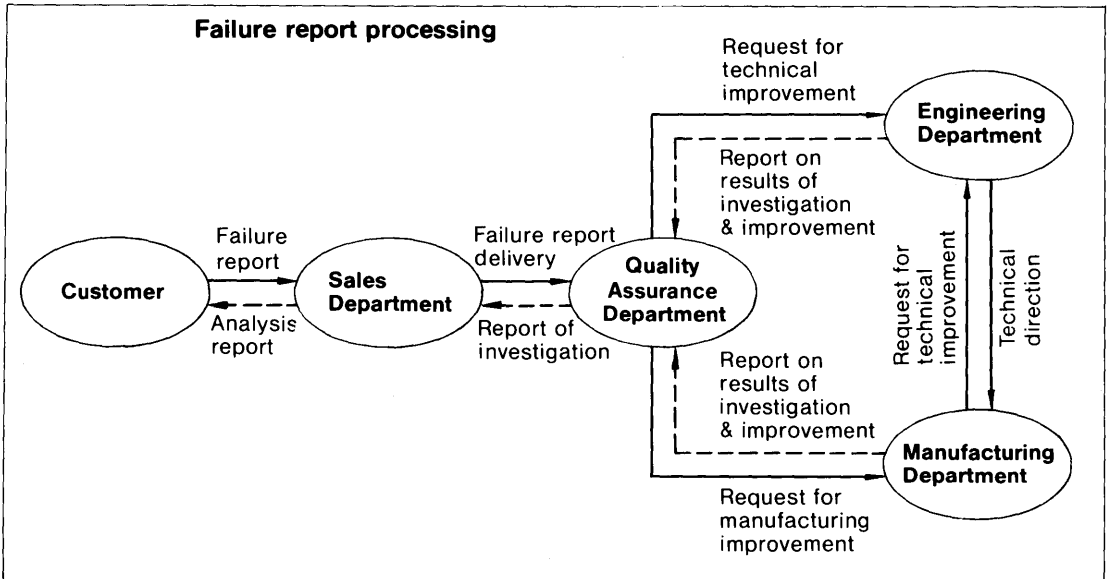 Failure report processing
Request for
technical
improvement
Engineering
Department
Report on
results of
investigation
& improvement
Failure
report
Failure report
delivery
Customer
Sales
Department
Quality
Assurance
Department
Analysis
report
Report of
investigation
Request for
technical
improvement
Technical
direction
Report on
results of
investigation
& improvement
Manufacturing
Department
Request for
manufacturing
improvement